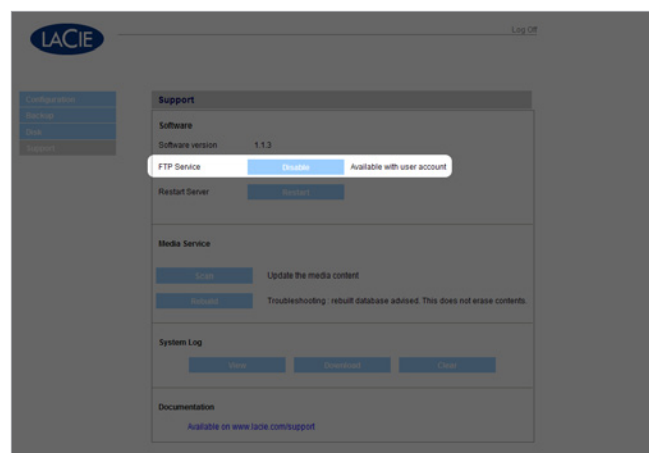 LACIE
Log Off
Configuration
Backup
Disk
Support
Support
Software
Software version 1.1.3
FTP Service Disable Available with user account
Restart Server Restart
Media Service
Scan Update the media content
Rebuild Troubleshooting : rebuilt database advised. This does not erase contents.
System Log
View Download Clear
Documentation
Available on www.lacie.com/support